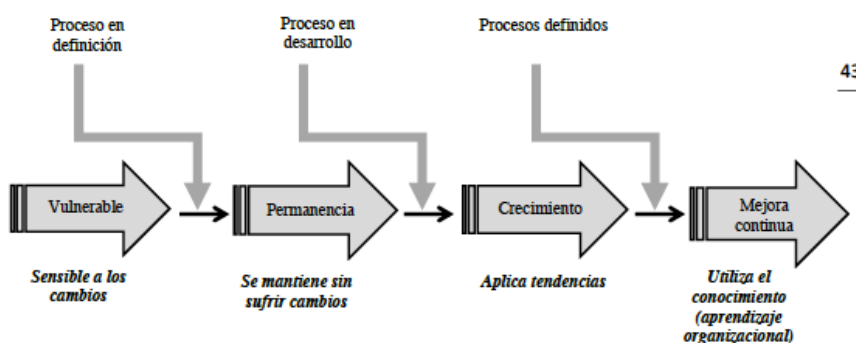 Proceso en
definición
Proceso en
desarrollo
Procesos definidos
43
Vulnerable
Permanencia
Crecimiento
Mejora
continua
Sensible a los
cambios
Se mantiene sin
sufrir cambios
Aplica tendencias
Utiliza el
conocimiento
(aprendizaje
organizacional)